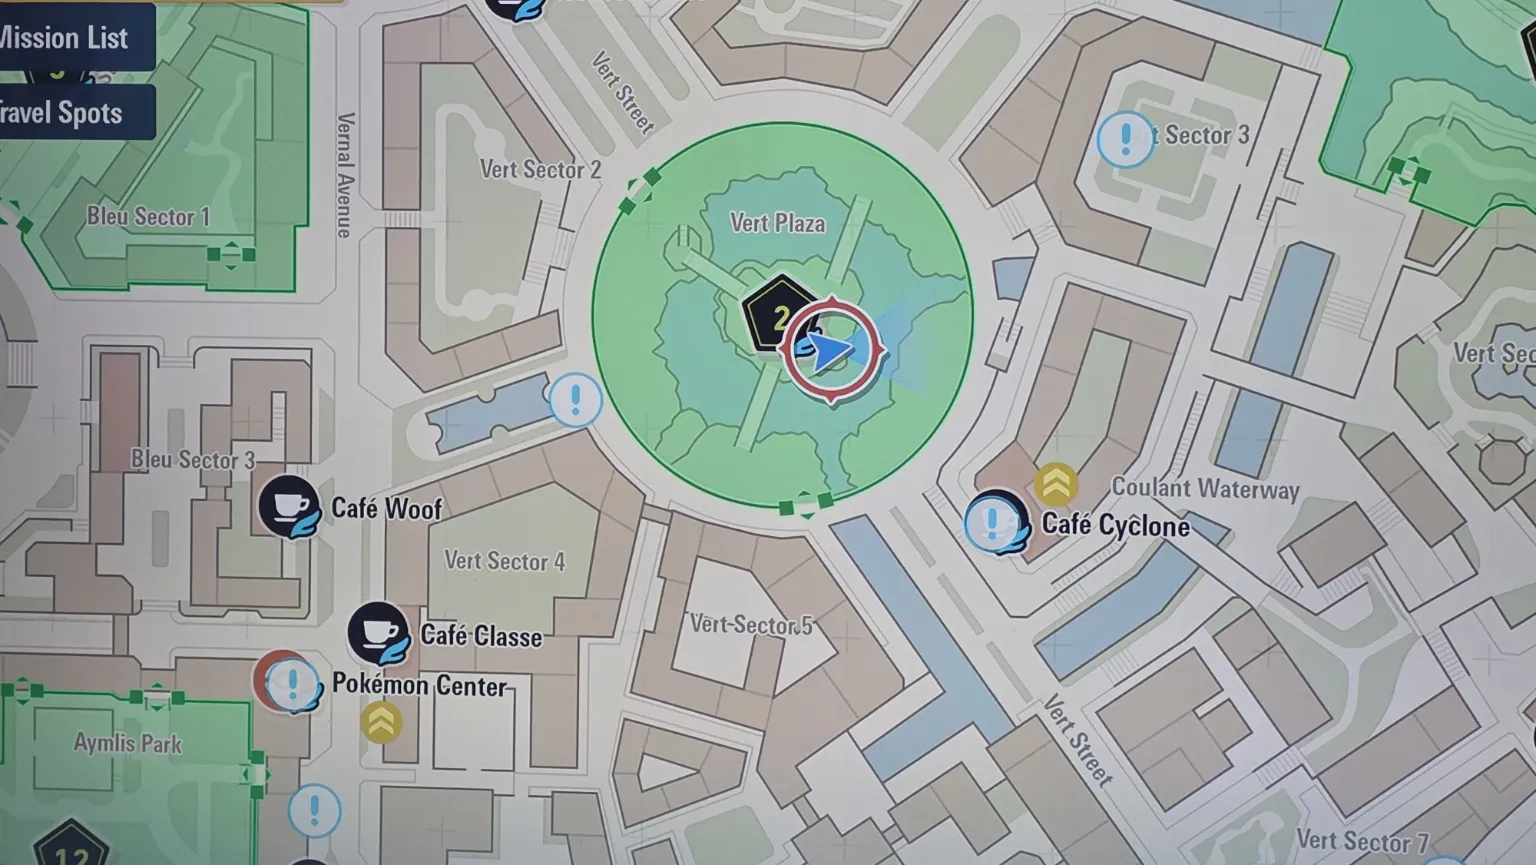 Mission List
Travel Spots
Vert Street
Vernal Avenue
Vert Sector 2
Sector 3
Bleu Sector 1
Vert Plaza
2
Bleu Sector 3
Café Woof
Coulant Waterway
Café Cyclone
Vert Sector 4
Vert Sector 5
Café Classe
Pokémon Center
Aymlis Park
Vert Street
Vert Sector 7
12